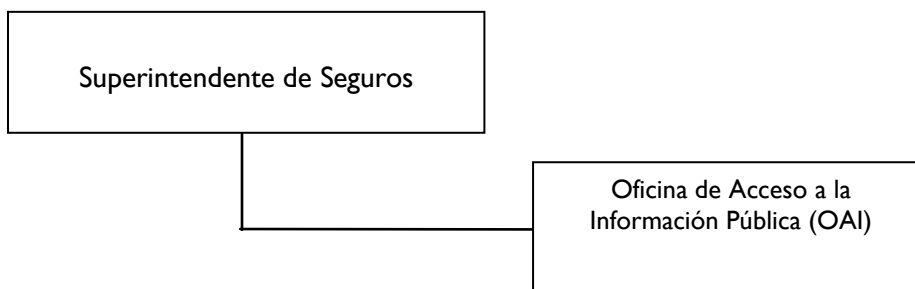 Superintendente de Seguros
Oficina de Acceso a la
Información Pública (OAI)